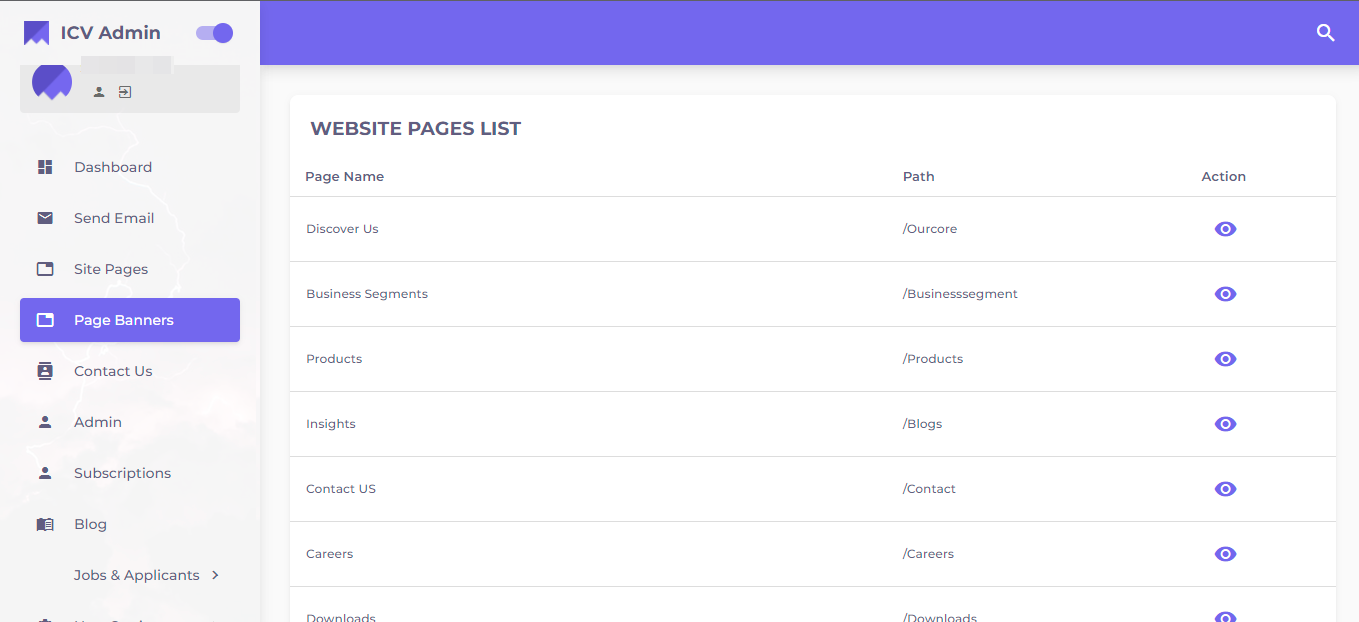 ICV Admin
Dashboard
Send Email
Site Pages
Page Banners
Contact Us
Admin
Subscriptions
Blog
Jobs & Applicants
WEBSITE PAGES LIST
Page Name Path Action
Discover Us /Ourcore
Business Segments /Businesssegment
Products /Products
Insights /Blogs
Contact US /Contact
Careers /Careers
Downloads /Downloads